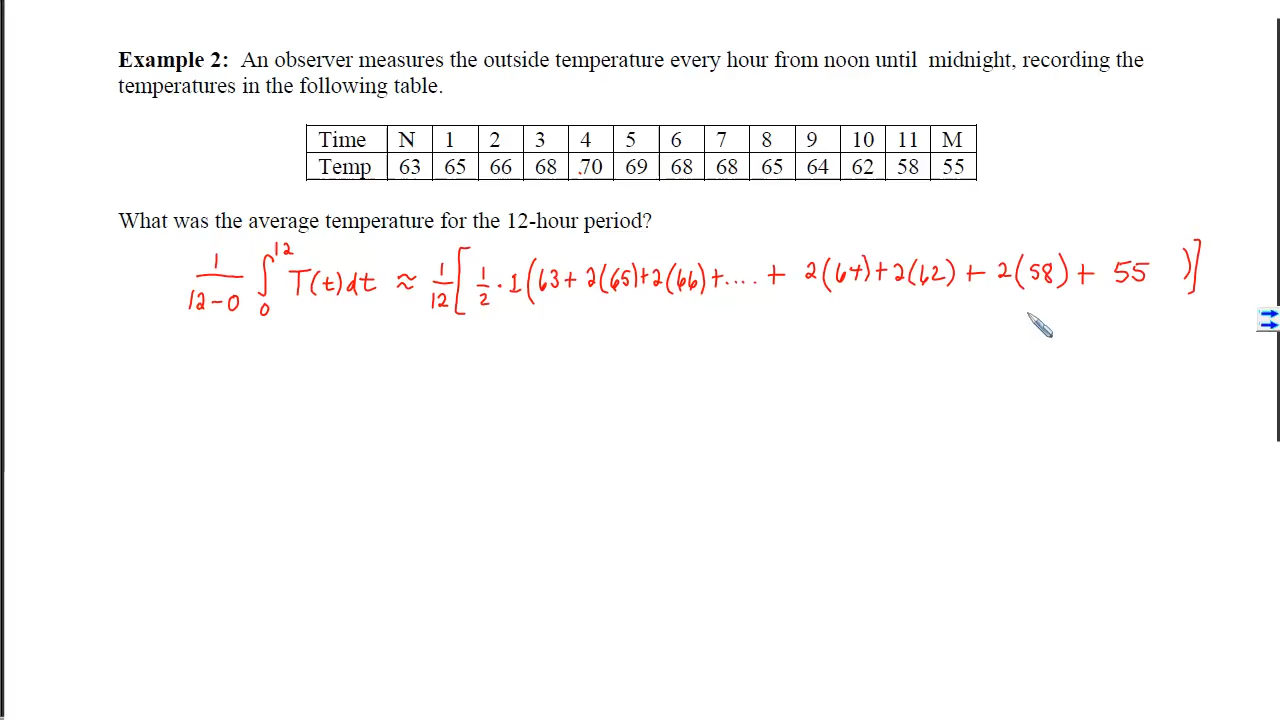 Example 2: An observer measures the outside temperature every hour from noon until midnight, recording the
temperatures in the following table.
Time N 1 2 3 4 5 6 7 8 9 10 11 M
Temp 63 65 66 68 70 69 68 68 65 64 62 58 55
What was the average temperature for the 12-hour period?
1/(12-0) ∫₀¹² T(t)dt ≈ 1/12 [ 1/2 · 1 (63 + 2(65) + 2(66) + .... + 2(64) + 2(62) + 2(58) + 55 )]